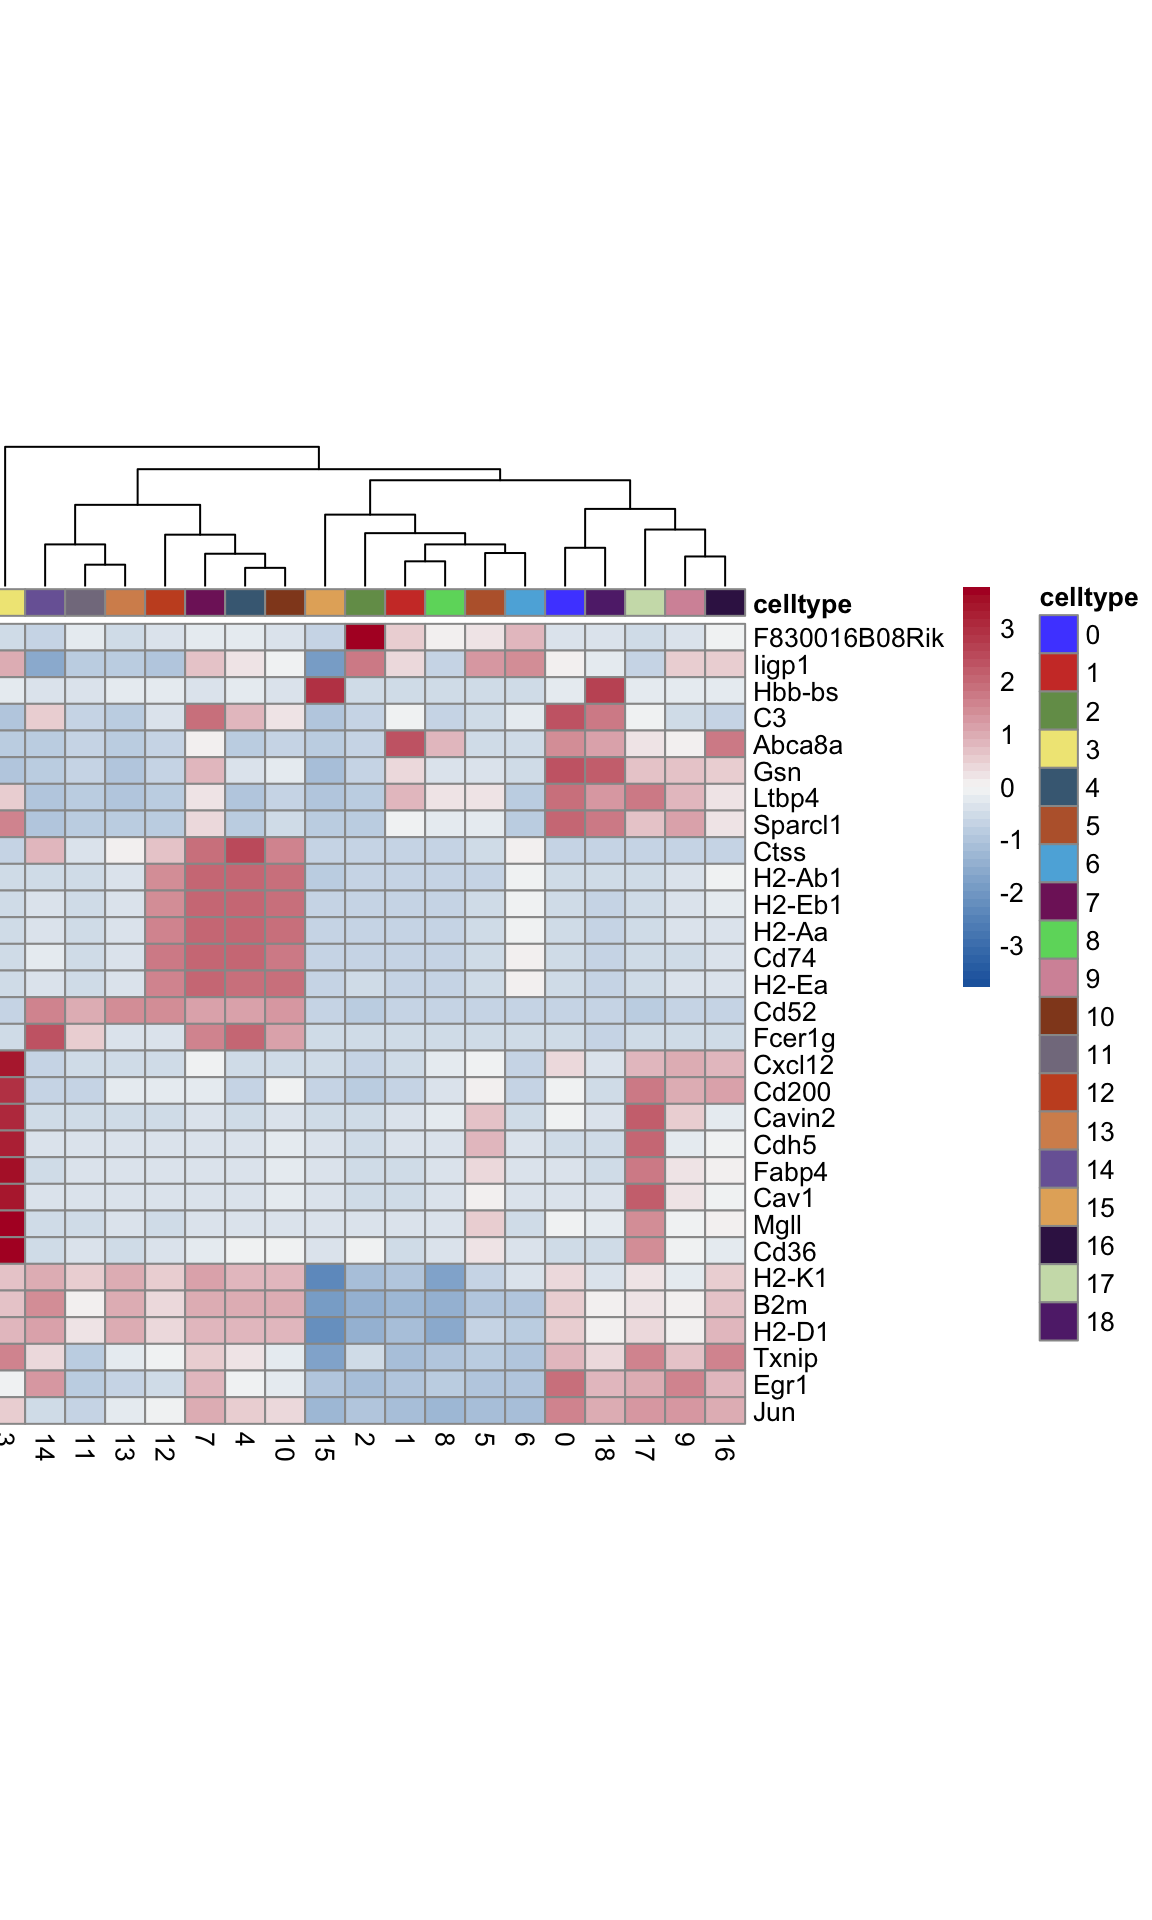 celltype
F830016B08Rik
Iigp1
Hbb-bs
C3
Abca8a
Gsn
Ltbp4
Sparcl1
Ctss
H2-Ab1
H2-Eb1
H2-Aa
Cd74
H2-Ea
Cd52
Fcer1g
Cxcl12
Cd200
Cavin2
Cdh5
Fabp4
Cav1
Mgll
Cd36
H2-K1
B2m
H2-D1
Txnip
Egr1
Jun
3 14 11 13 12 7 4 10 15 2 1 8 5 6 0 18 17 9 16
3
2
1
0
-1
-2
-3
celltype
0
1
2
3
4
5
6
7
8
9
10
11
12
13
14
15
16
17
18